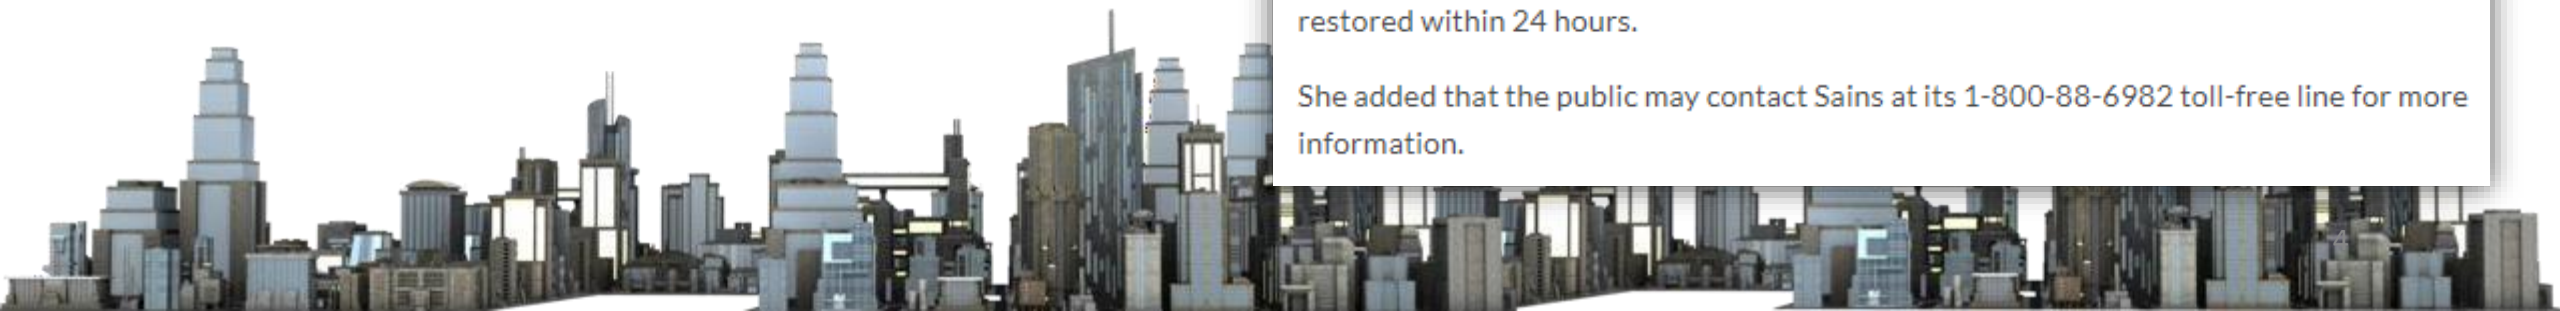 restored within 24 hours.
She added that the public may contact Sains at its 1-800-88-6982 toll-free line for more
information.
4